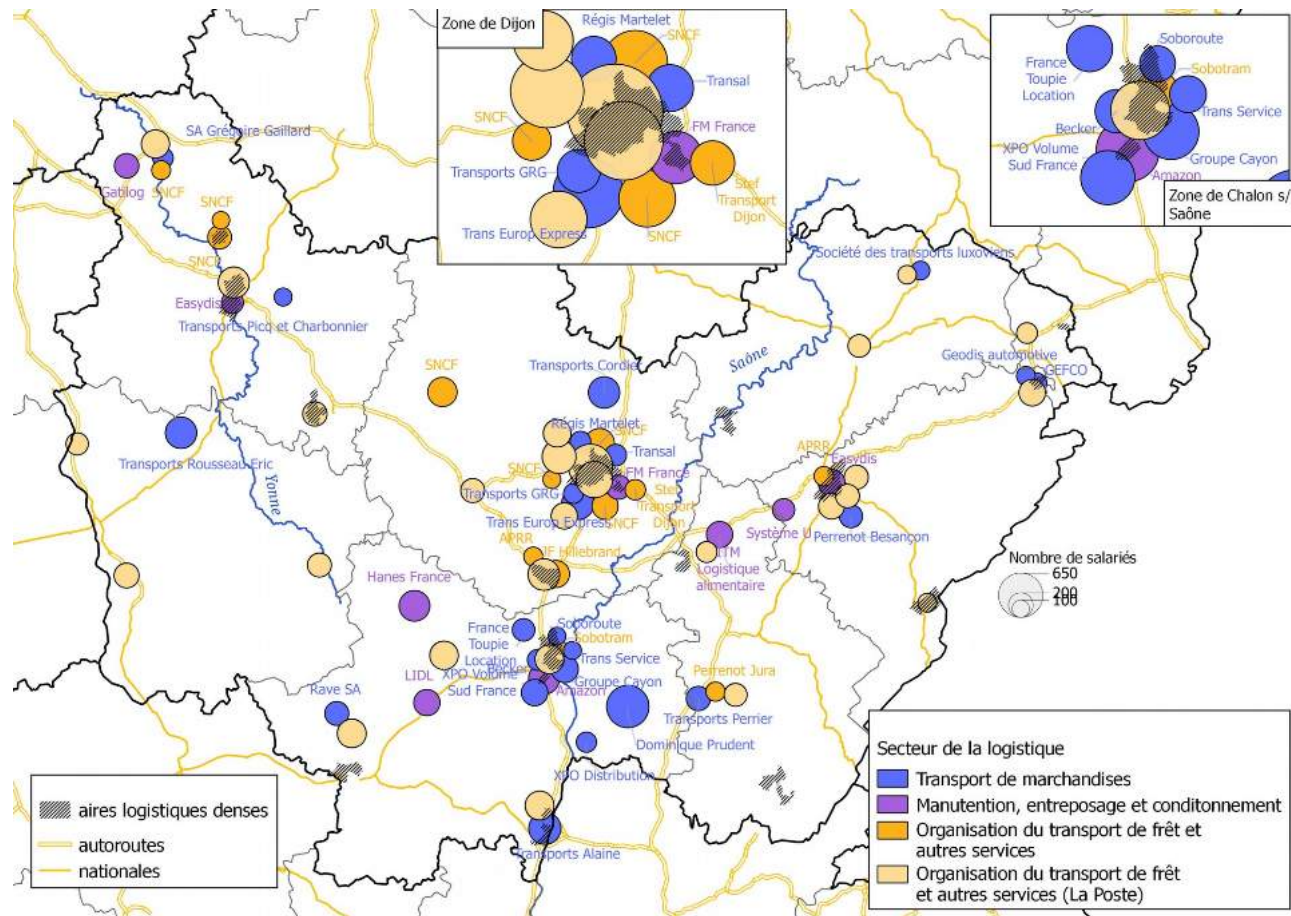 Zone de Dijon
Régis Martelet
SNCF
Transal
SNCF
FM France
Transports GRG
Stef
Transport
Dijon
Trans Europ Express
SNCF
Soboroute
France
Toupie
Location
Sobotram
Trans Service
Becker
XPO Volume
Sud France
Groupe Cayon
Amazon
Zone de Chalon s/
Saône
SA Grégoire Gaillard
Gatilog
SNCF
SNCF
SNCF
Easydis
Transports Picq et Charbonnier
Société des transports luxoviens
Saône
Geodis automotive
GEFCO
SNCF
Transports Cordier
Régis Martelet
SNCF
Transal
SNCF
FM France
Transports GRG
Stef
Transport
Dijon
Trans Europ Express
SNCF
APRR
JF Hillebrand
Transports Rousseau Eric
Yonne
APRR
Easydis
Système U
Perrenot Besançon
ITM
Logistique
alimentaire
Hanes France
Nombre de salariés
650
200
100
France
Toupie
Location
Soboroute
Sobotram
Trans Service
Becker
XPO Volume
Sud France
Groupe Cayon
Amazon
LIDL
Rave SA
Perrenot Jura
Transports Perrier
Dominique Prudent
XPO Distribution
Transports Alaine
aires logistiques denses
autoroutes
nationales
Secteur de la logistique
Transport de marchandises
Manutention, entreposage et conditonnement
Organisation du transport de frêt et
autres services
Organisation du transport de frêt
et autres services (La Poste)